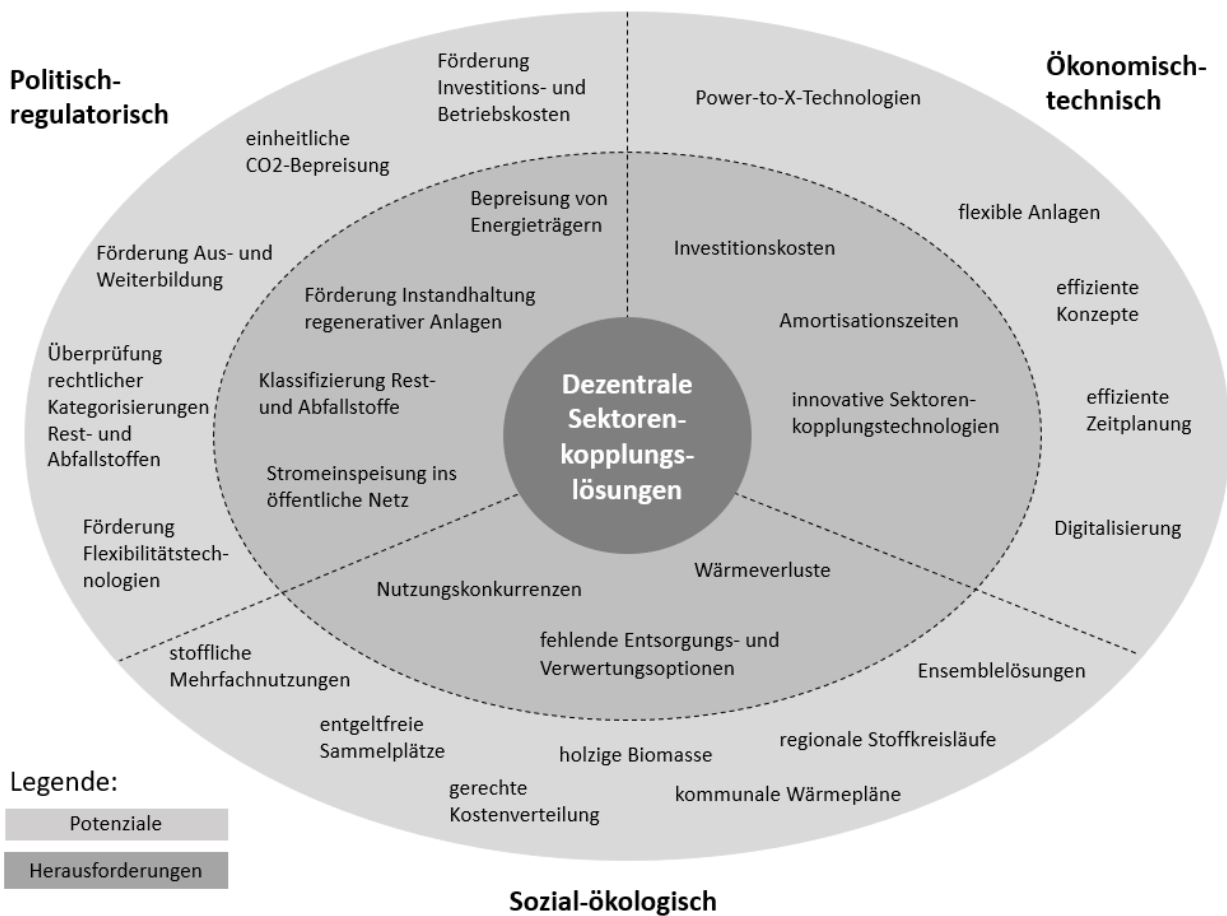 Politisch-
regulatorisch
Ökonomisch-
technisch
Förderung
Investitions- und
Betriebskosten
einheitliche
CO2-Bepreisung
Förderung Aus- und
Weiterbildung
Überprüfung
rechtlicher
Kategorisierungen
Rest- und
Abfallstoffen
Förderung
Flexibilitätstech-
nologien
Bepreisung von
Energieträgern
Förderung Instandhaltung
regenerativer Anlagen
Klassifizierung Rest-
und Abfallstoffe
Stromeinspeisung ins
öffentliche Netz
Dezentrale
Sektoren-
kopplungs-
lösungen
Power-to-X-Technologien
flexible Anlagen
effiziente
Konzepte
effiziente
Zeitplanung
Digitalisierung
Investitionskosten
Amortisationszeiten
innovative Sektoren-
kopplungstechnologien
Nutzungskonkurrenzen
Wärmeverluste
fehlende Entsorgungs- und
Verwertungsoptionen
stoffliche
Mehrfachnutzungen
entgeltfreie
Sammelplätze
gerechte
Kostenverteilung
holzige Biomasse
kommunale Wärmepläne
regionale Stoffkreisläufe
Ensemblelösungen
Sozial-ökologisch
Legende:
Potenziale
Herausforderungen